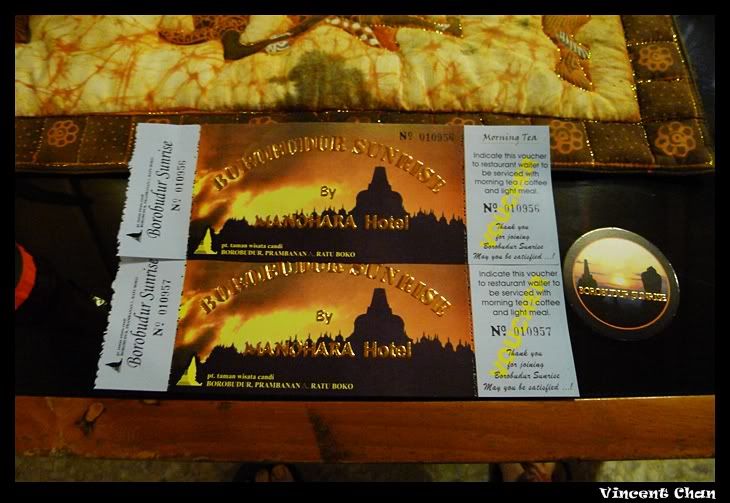 Borobudur Sunrise
Nº 010956
Nº 010956
BOROBUDUR SUNRISE
By
MANOHARA Hotel
pt. taman wisata candi
BOROBUDUR, PRAMBANAN & RATU BOKO
Morning Tea
Indicate this voucher
to restaurant waiter to
be serviced with
morning tea / coffee
and light meal.
Nº 010956
Thank you
for joining
Borobudur Sunrise
May you be satisfied ...!
Borobudur Sunrise
Nº 010957
BOROBUDUR SUNRISE
By
MANOHARA Hotel
pt. taman wisata candi
BOROBUDUR, PRAMBANAN & RATU BOKO
Indicate this voucher
to restaurant waiter to
be serviced with
morning tea / coffee
and light meal.
Nº 010957
Thank you
for joining
Borobudur Sunrise
May you be satisfied ...!
BOROBUDUR SUNRISE
Vincent Chan